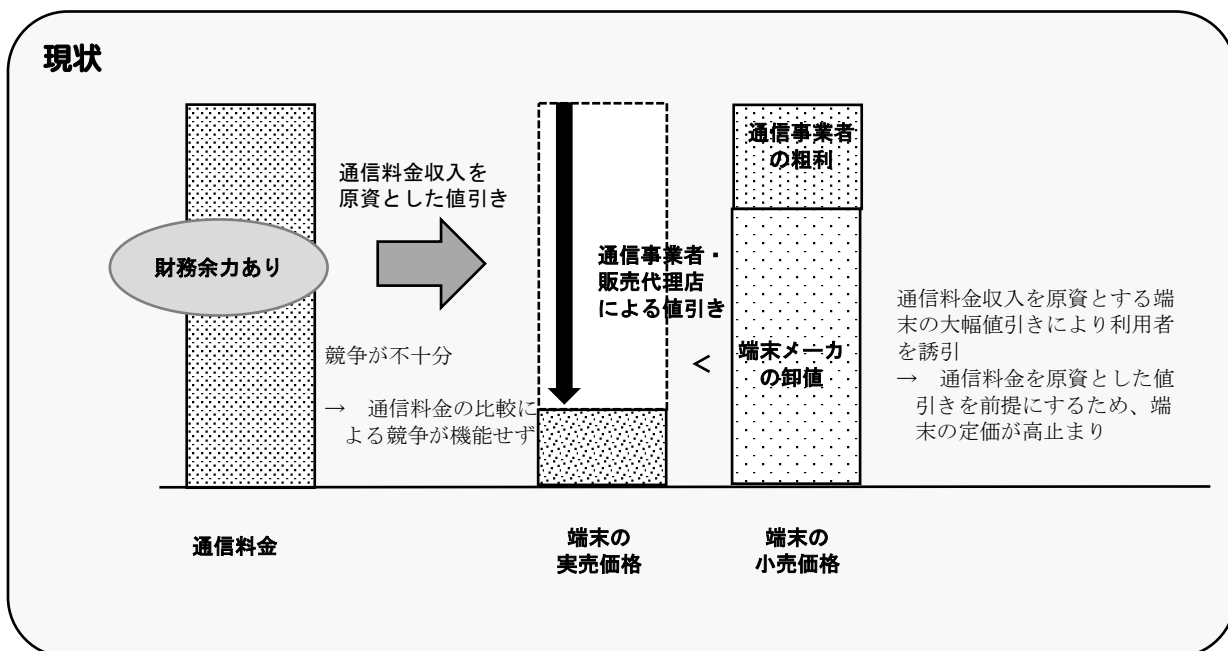 現状
通信料金収入を
原資とした値引き
財務余力あり
競争が不十分
→　通信料金の比較に
よる競争が機能せず
通信事業者・
販売代理店
による値引き
<
通信事業者
の粗利
端末メーカ
の卸値
通信料金収入を原資とする端
末の大幅値引きにより利用者
を誘引
→　通信料金を原資とした値
引きを前提にするため、端
末の定価が高止まり
通信料金
端末の
実売価格
端末の
小売価格